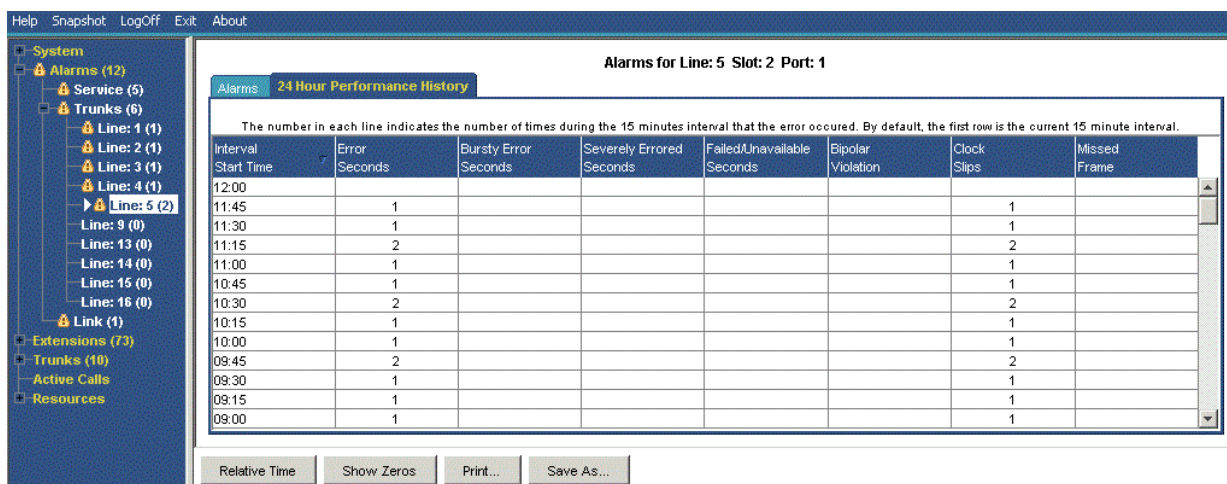 Help Snapshot LogOff Exit About
System
Alarms (12)
Service (5)
Trunks (6)
Line: 1 (1)
Line: 2 (1)
Line: 3 (1)
Line: 4 (1)
Line: 5 (2)
Line: 9 (0)
Line: 13 (0)
Line: 14 (0)
Line: 15 (0)
Line: 16 (0)
Link (1)
Extensions (73)
Trunks (10)
Active Calls
Resources
Alarms for Line: 5 Slot: 2 Port: 1
Alarms 24 Hour Performance History
The number in each line indicates the number of times during the 15 minutes interval that the error occured. By default, the first row is the current 15 minute interval.
Interval Error Bursty Error Severely Errored Failed/Unavailable Bipolar Clock Missed
Start Time Seconds Seconds Seconds Seconds Violation Slips Frame
12:00
11:45 1 1
11:30 1 1
11:15 2 2
11:00 1 1
10:45 1 1
10:30 2 2
10:15 1 1
10:00 1 1
09:45 2 2
09:30 1 1
09:15 1 1
09:00 1 1
Relative Time Show Zeros Print... Save As...